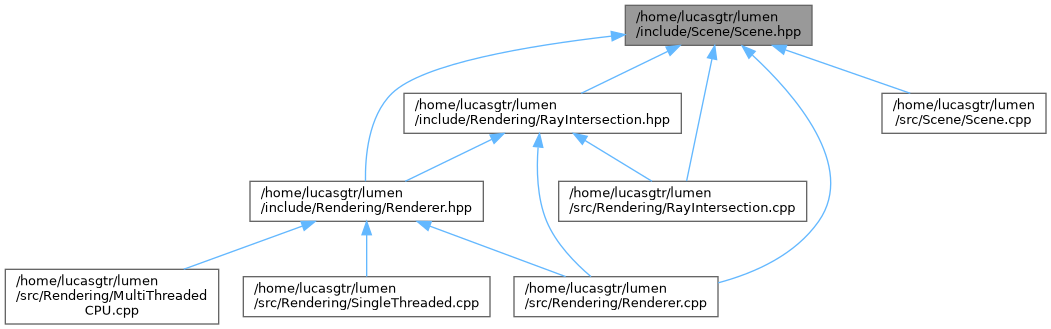 /home/lucasgtr/lumen
/include/Scene/Scene.hpp
/home/lucasgtr/lumen
/include/Rendering/RayIntersection.hpp
/home/lucasgtr/lumen
/src/Scene/Scene.cpp
/home/lucasgtr/lumen
/include/Rendering/Renderer.hpp
/home/lucasgtr/lumen
/src/Rendering/RayIntersection.cpp
/home/lucasgtr/lumen
/src/Rendering/MultiThreaded
CPU.cpp
/home/lucasgtr/lumen
/src/Rendering/SingleThreaded.cpp
/home/lucasgtr/lumen
/src/Rendering/Renderer.cpp